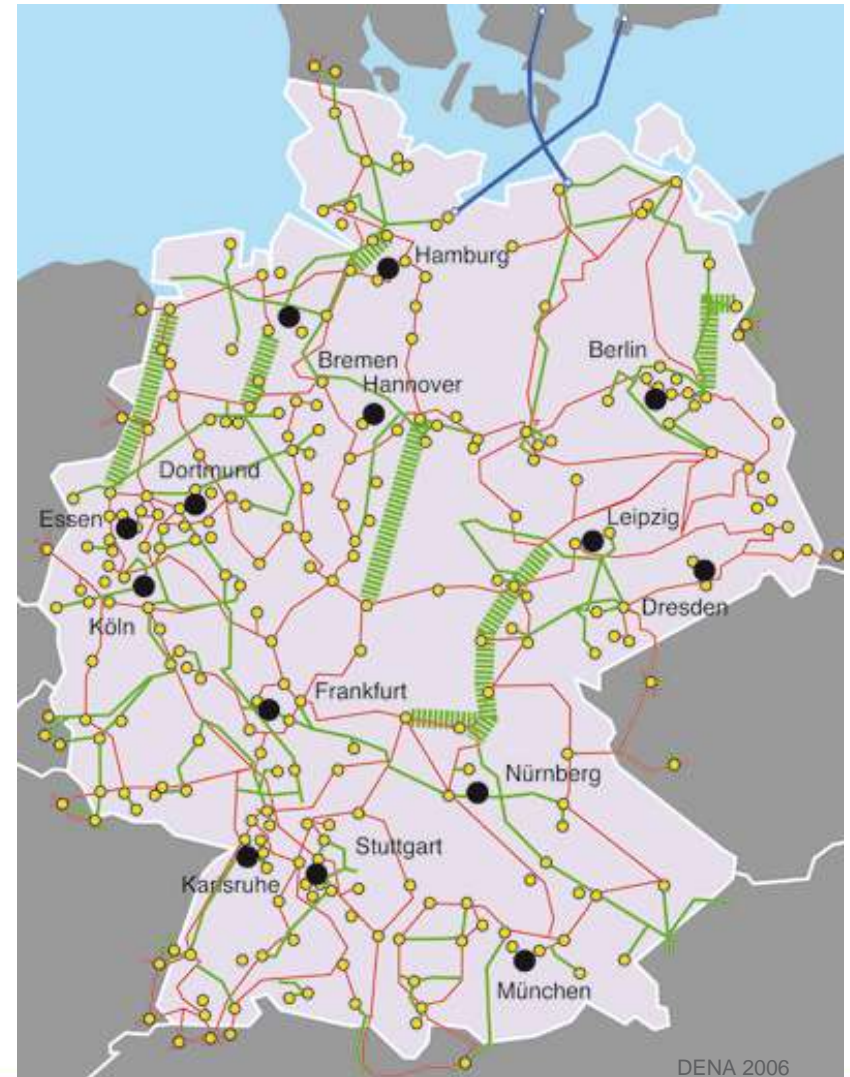 Hamburg
Bremen
Hannover
Berlin
Dortmund
Essen
Leipzig
Dresden
Köln
Frankfurt
Nürnberg
Stuttgart
Karlsruhe
München
DENA 2006